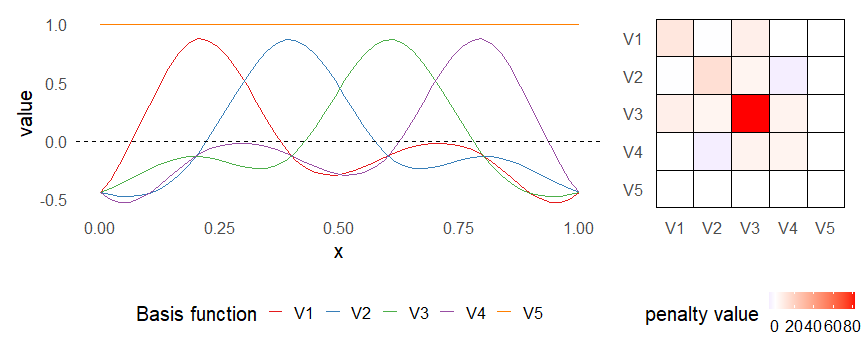 1.0
0.5
0.0
-0.5
value
0.00 0.25 0.50 0.75 1.00
x
Basis function V1 V2 V3 V4 V5
V1
V2
V3
V4
V5
V1 V2 V3 V4 V5
penalty value
0 20406080